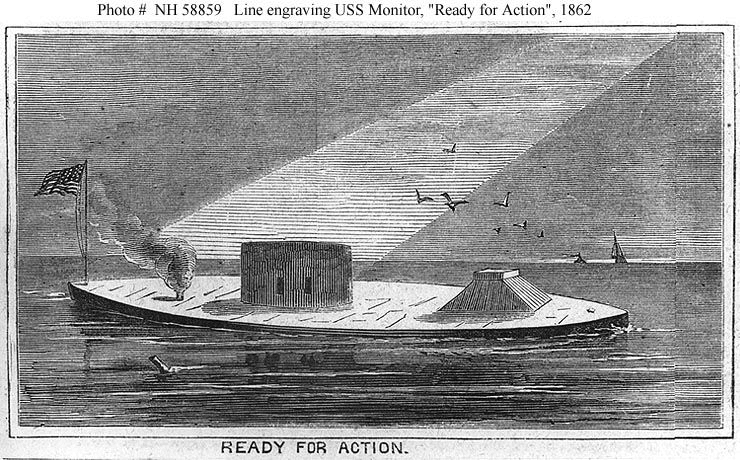 Photo # NH 58859 Line engraving USS Monitor, "Ready for Action", 1862
READY FOR ACTION.